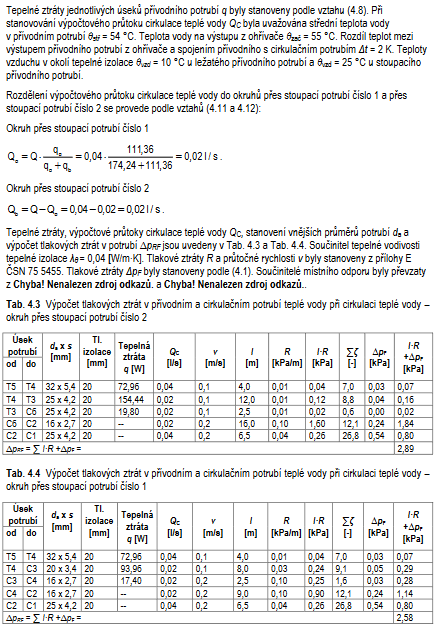 Tepelné ztráty jednotlivých úseků přívodního potrubí q byly stanoveny podle vztahu (4.8). Při
stanování výpočtového průtoku cirkulace teplé vody QC byla uvažována střední teplota vody
v přívodním potrubí θstř = 54 °C. Teplota vody na výstupu z ohřívače θzač = 55 °C. Rozdíl teplot mezi
výstupem přívodního potrubí z ohřívače a spojením přívodního s cirkulačním potrubím Δt = 2 K. Teploty
vzduchu v okolí tepelné izolace θvzd = 10 °C u ležatého přívodního potrubí a θvzd = 25 °C u stoupacího
přívodního potrubí.
Rozdělení výpočtového průtoku cirkulace teplé vody do okruhů přes stoupací potrubí číslo 1 a přes
stoupací potrubí číslo 2 se provede podle vztahů (4.11 a 4.12):
Okruh přes stoupací potrubí číslo 1
Qa = Q · qa / (qa + qb) = 0,04 · 111,36 / (174,24 + 111,36) = 0,02 l / s .
Okruh přes stoupací potrubí číslo 2
Qb = Q – Qa = 0,04 – 0,02 = 0,02 l / s .
Tepelné ztráty, výpočtové průtoky cirkulace teplé vody QC, stanovení vnějších průměrů potrubí da a
výpočet tlakových ztrát v potrubí ΔpRF jsou uvedeny v Tab. 4.3 a Tab. 4.4. Součinitel tepelné vodivosti
tepelné izolace λ = 0,04 [W/m·K]. Tlakové ztráty R a průtočné rychlosti v byly stanoveny z přílohy E
ČSN 75 5455. Tlakové ztráty ΔpF byly stanoveny podle (4.1). Součinitelé místního odporu byly převzaty
z Chyba! Nenalezen zdroj odkazů. a Chyba! Nenalezen zdroj odkazů..
Tab. 4.3 Výpočet tlakových ztrát v přívodním a cirkulačním potrubí teplé vody při cirkulaci teplé vody –
okruh přes stoupací potrubí číslo 2
Úsek potrubí od do da x s [mm] Tl. izolace [mm] Tepelná ztráta q [W] QC [l/s] v [m/s] l [m] R [kPa/m] l·R [kPa] ∑ζ [-] ΔpF [kPa] l·R +ΔpF [kPa]
T5 T4 32 x 5,4 20 72,96 0,04 0,1 4,0 0,01 0,04 7,0 0,03 0,07
T4 T3 25 x 4,2 20 154,44 0,02 0,1 12,0 0,01 0,12 8,8 0,04 0,16
T3 C6 25 x 4,2 20 19,80 0,02 0,1 2,5 0,01 0,02 0,6 0,00 0,02
C6 C2 16 x 2,7 20 -- 0,02 0,2 16,0 0,10 1,60 12,1 0,24 1,84
C2 C1 25 x 4,2 20 -- 0,04 0,2 6,5 0,04 0,26 26,8 0,54 0,80
ΔpRF = ∑ l·R +ΔpF = 2,89
Tab. 4.4 Výpočet tlakových ztrát v přívodním a cirkulačním potrubí teplé vody při cirkulaci teplé vody –
okruh přes stoupací potrubí číslo 1
Úsek potrubí od do da x s [mm] Tl. izolace [mm] Tepelná ztráta q [W] QC [l/s] v [m/s] l [m] R [kPa/m] l·R [kPa] ∑ζ [-] ΔpF [kPa] l·R +ΔpF [kPa]
T5 T4 32 x 5,4 20 72,96 0,04 0,1 4,0 0,01 0,04 7,0 0,03 0,07
T4 C3 20 x 3,4 20 93,96 0,02 0,1 8,0 0,03 0,24 9,1 0,05 0,29
C3 C4 16 x 2,7 20 17,40 0,02 0,2 2,5 0,10 0,25 1,6 0,03 0,28
C4 C2 16 x 2,7 20 -- 0,02 0,2 9,0 0,10 0,90 12,1 0,24 1,14
C2 C1 25 x 4,2 20 -- 0,04 0,2 6,5 0,04 0,26 26,8 0,54 0,80
ΔpRF = ∑ l·R +ΔpF = 2,58